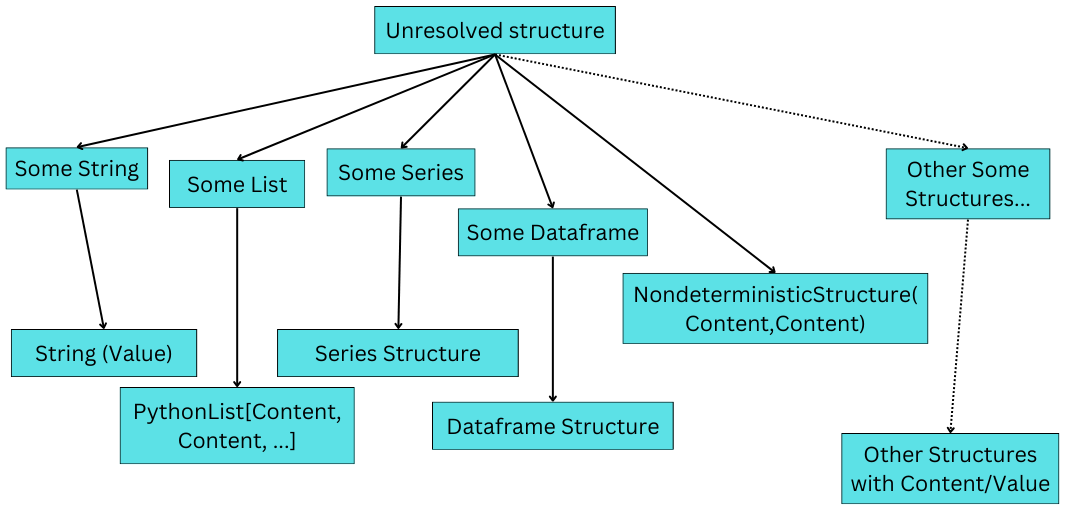 Unresolved structure
Some String
Some List
Some Series
Some Dataframe
Other Some
Structures...
NondeterministicStructure(
Content,Content)
String (Value)
Series Structure
PythonList[Content,
Content, ...]
Dataframe Structure
Other Structures
with Content/Value